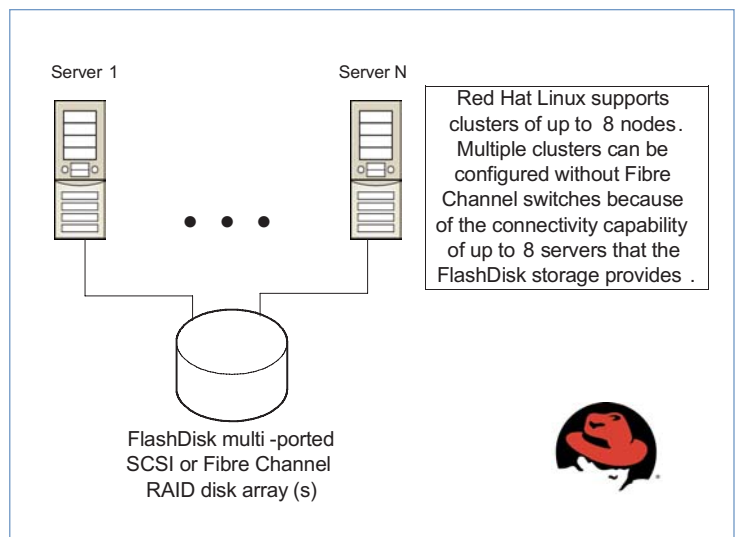 Server 1
Server N
Red Hat Linux supports
clusters of up to 8 nodes.
Multiple clusters can be
configured without Fibre
Channel switches because
of the connectivity capability
of up to 8 servers that the
FlashDisk storage provides .
FlashDisk multi -ported
SCSI or Fibre Channel
RAID disk array (s)